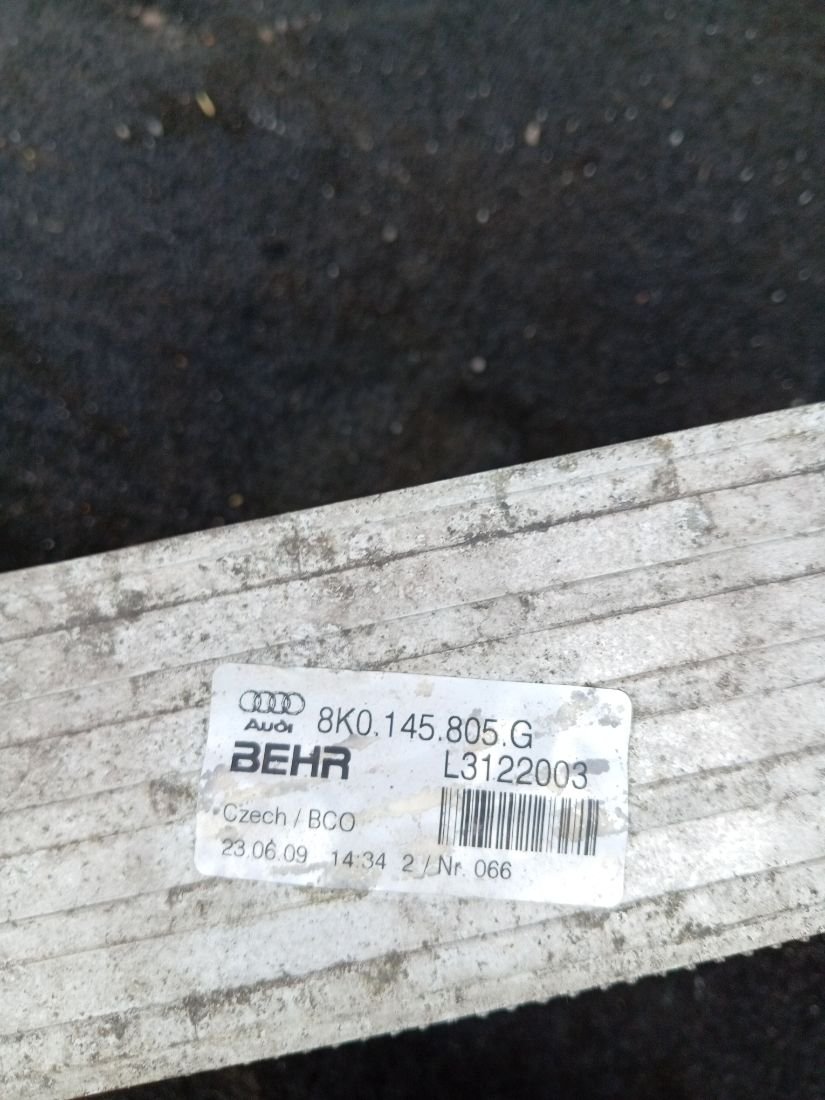 Audi 8K0.145.805.G
BEHR L3122003
Czech / BCO
23.06.09 14:34 2 / Nr. 066